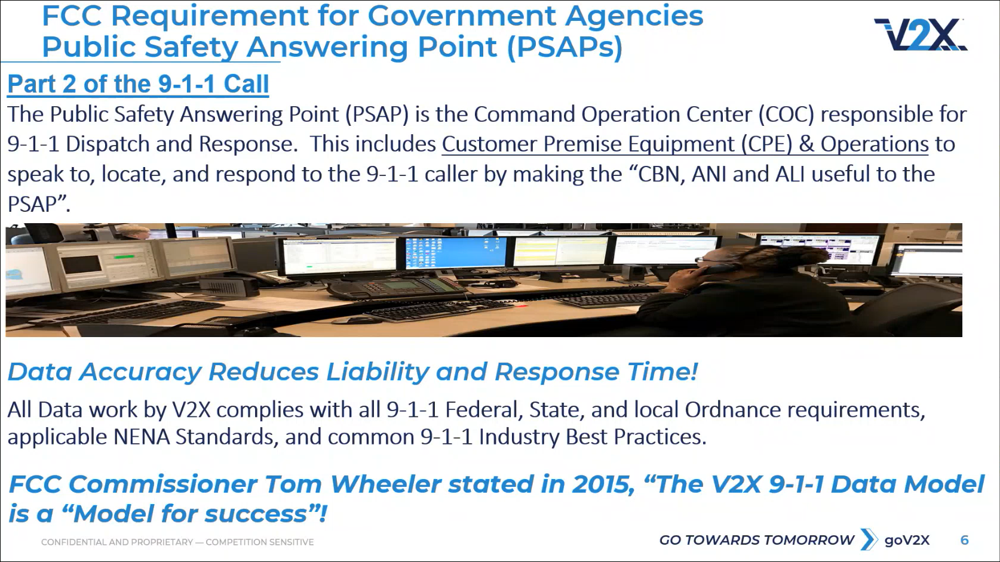 FCC Requirement for Government Agencies
Public Safety Answering Point (PSAPs)
V2X
Part 2 of the 9-1-1 Call
The Public Safety Answering Point (PSAP) is the Command Operation Center (COC) responsible for
9-1-1 Dispatch and Response.  This includes Customer Premise Equipment (CPE) & Operations to
speak to, locate, and respond to the 9-1-1 caller by making the “CBN, ANI and ALI useful to the
PSAP”.
Data Accuracy Reduces Liability and Response Time!
All Data work by V2X complies with all 9-1-1 Federal, State, and local Ordnance requirements,
applicable NENA Standards, and common 9-1-1 Industry Best Practices.
FCC Commissioner Tom Wheeler stated in 2015, “The V2X 9-1-1 Data Model
is a “Model for success”!
CONFIDENTIAL AND PROPRIETARY — COMPETITION SENSITIVE
GO TOWARDS TOMORROW goV2X 6